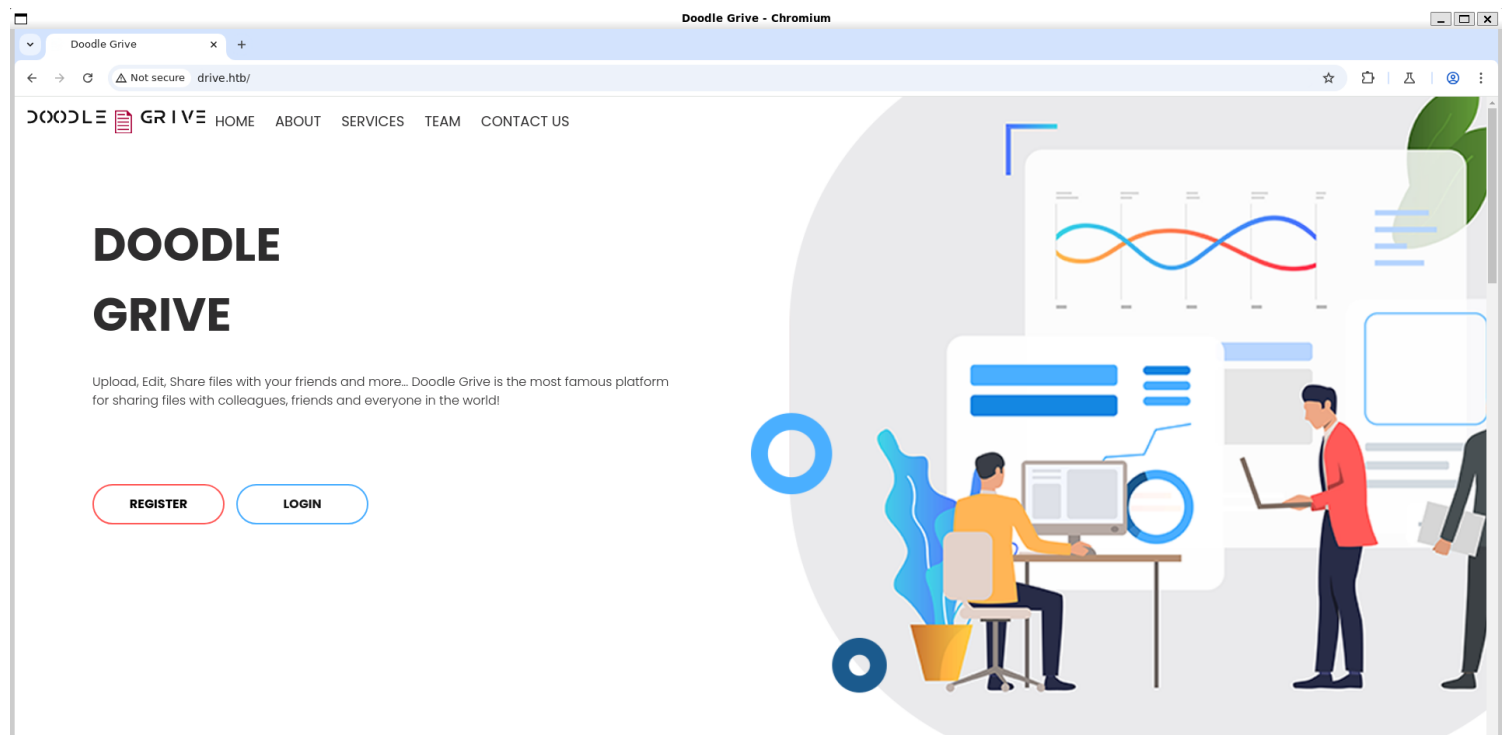 Doodle Grive - Chromium
Doodle Grive
Not secure drive.htb/
DOODLE GRIVE HOME ABOUT SERVICES TEAM CONTACT US
DOODLE
GRIVE
Upload, Edit, Share files with your friends and more... Doodle Grive is the most famous platform
for sharing files with colleagues, friends and everyone in the world!
REGISTER LOGIN